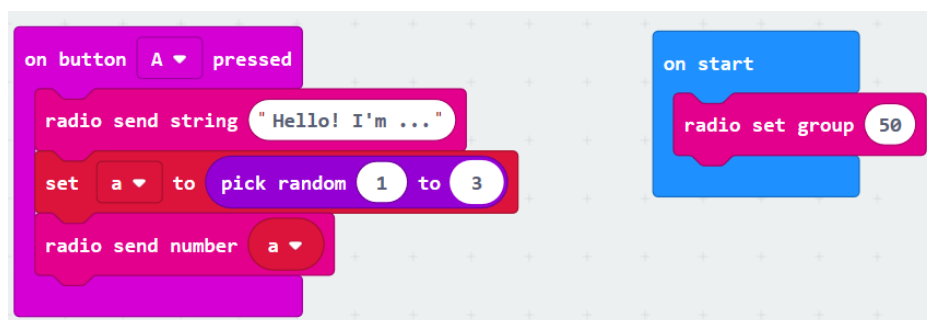 on button A pressed
radio send string "Hello! I'm ..."
set a to pick random 1 to 3
radio send number a
on start
radio set group 50